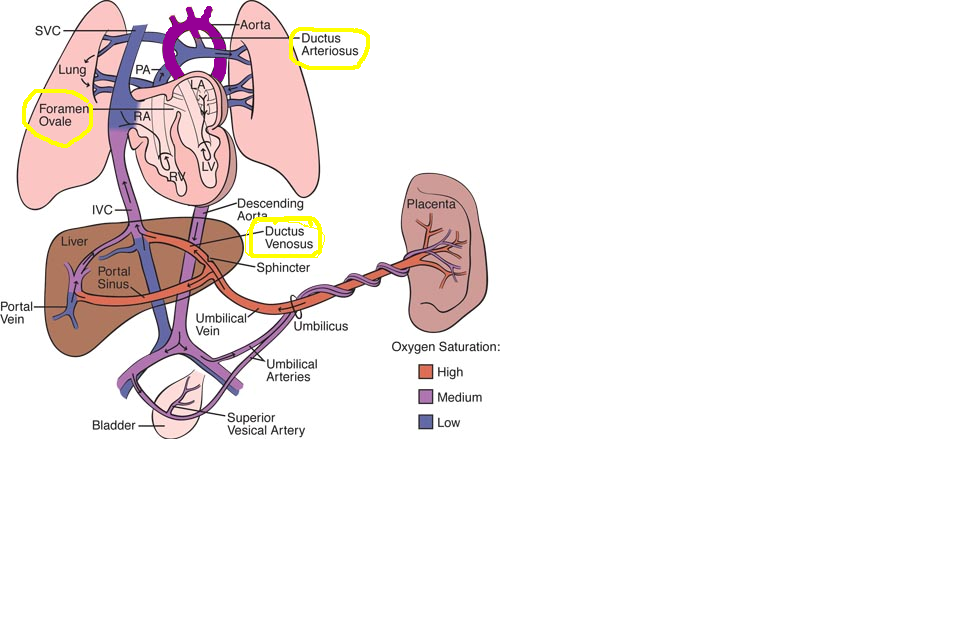 SVC
Aorta
Ductus
Arteriosus
Lung
PA
LA
Foramen
Ovale
RA
LV
RV
IVC
Descending
Aorta
Placenta
Liver
Ductus
Venosus
Sphincter
Portal
Sinus
Portal
Vein
Umbilical
Vein
Umbilicus
Umbilical
Arteries
Bladder
Superior
Vesical Artery
Oxygen Saturation:
High
Medium
Low